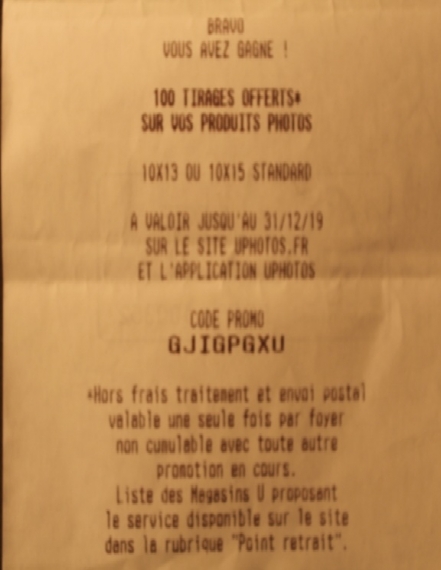 BRAVO
VOUS AVEZ GAGNE !
100 TIRAGES OFFERTS*
SUR VOS PRODUITS PHOTOS
10X13 OU 10X15 STANDARD
A VALOIR JUSQU'AU 31/12/19
SUR LE SITE UPHOTOS.FR
ET L'APPLICATION UPHOTOS
CODE PROMO
GJIGPGXU
*Hors frais traitement et envoi postal
valable une seule fois par foyer
non cumulable avec toute autre
promotion en cours.
Liste des Magasins U proposant
le service disponible sur le site
dans la rubrique "Point retrait".